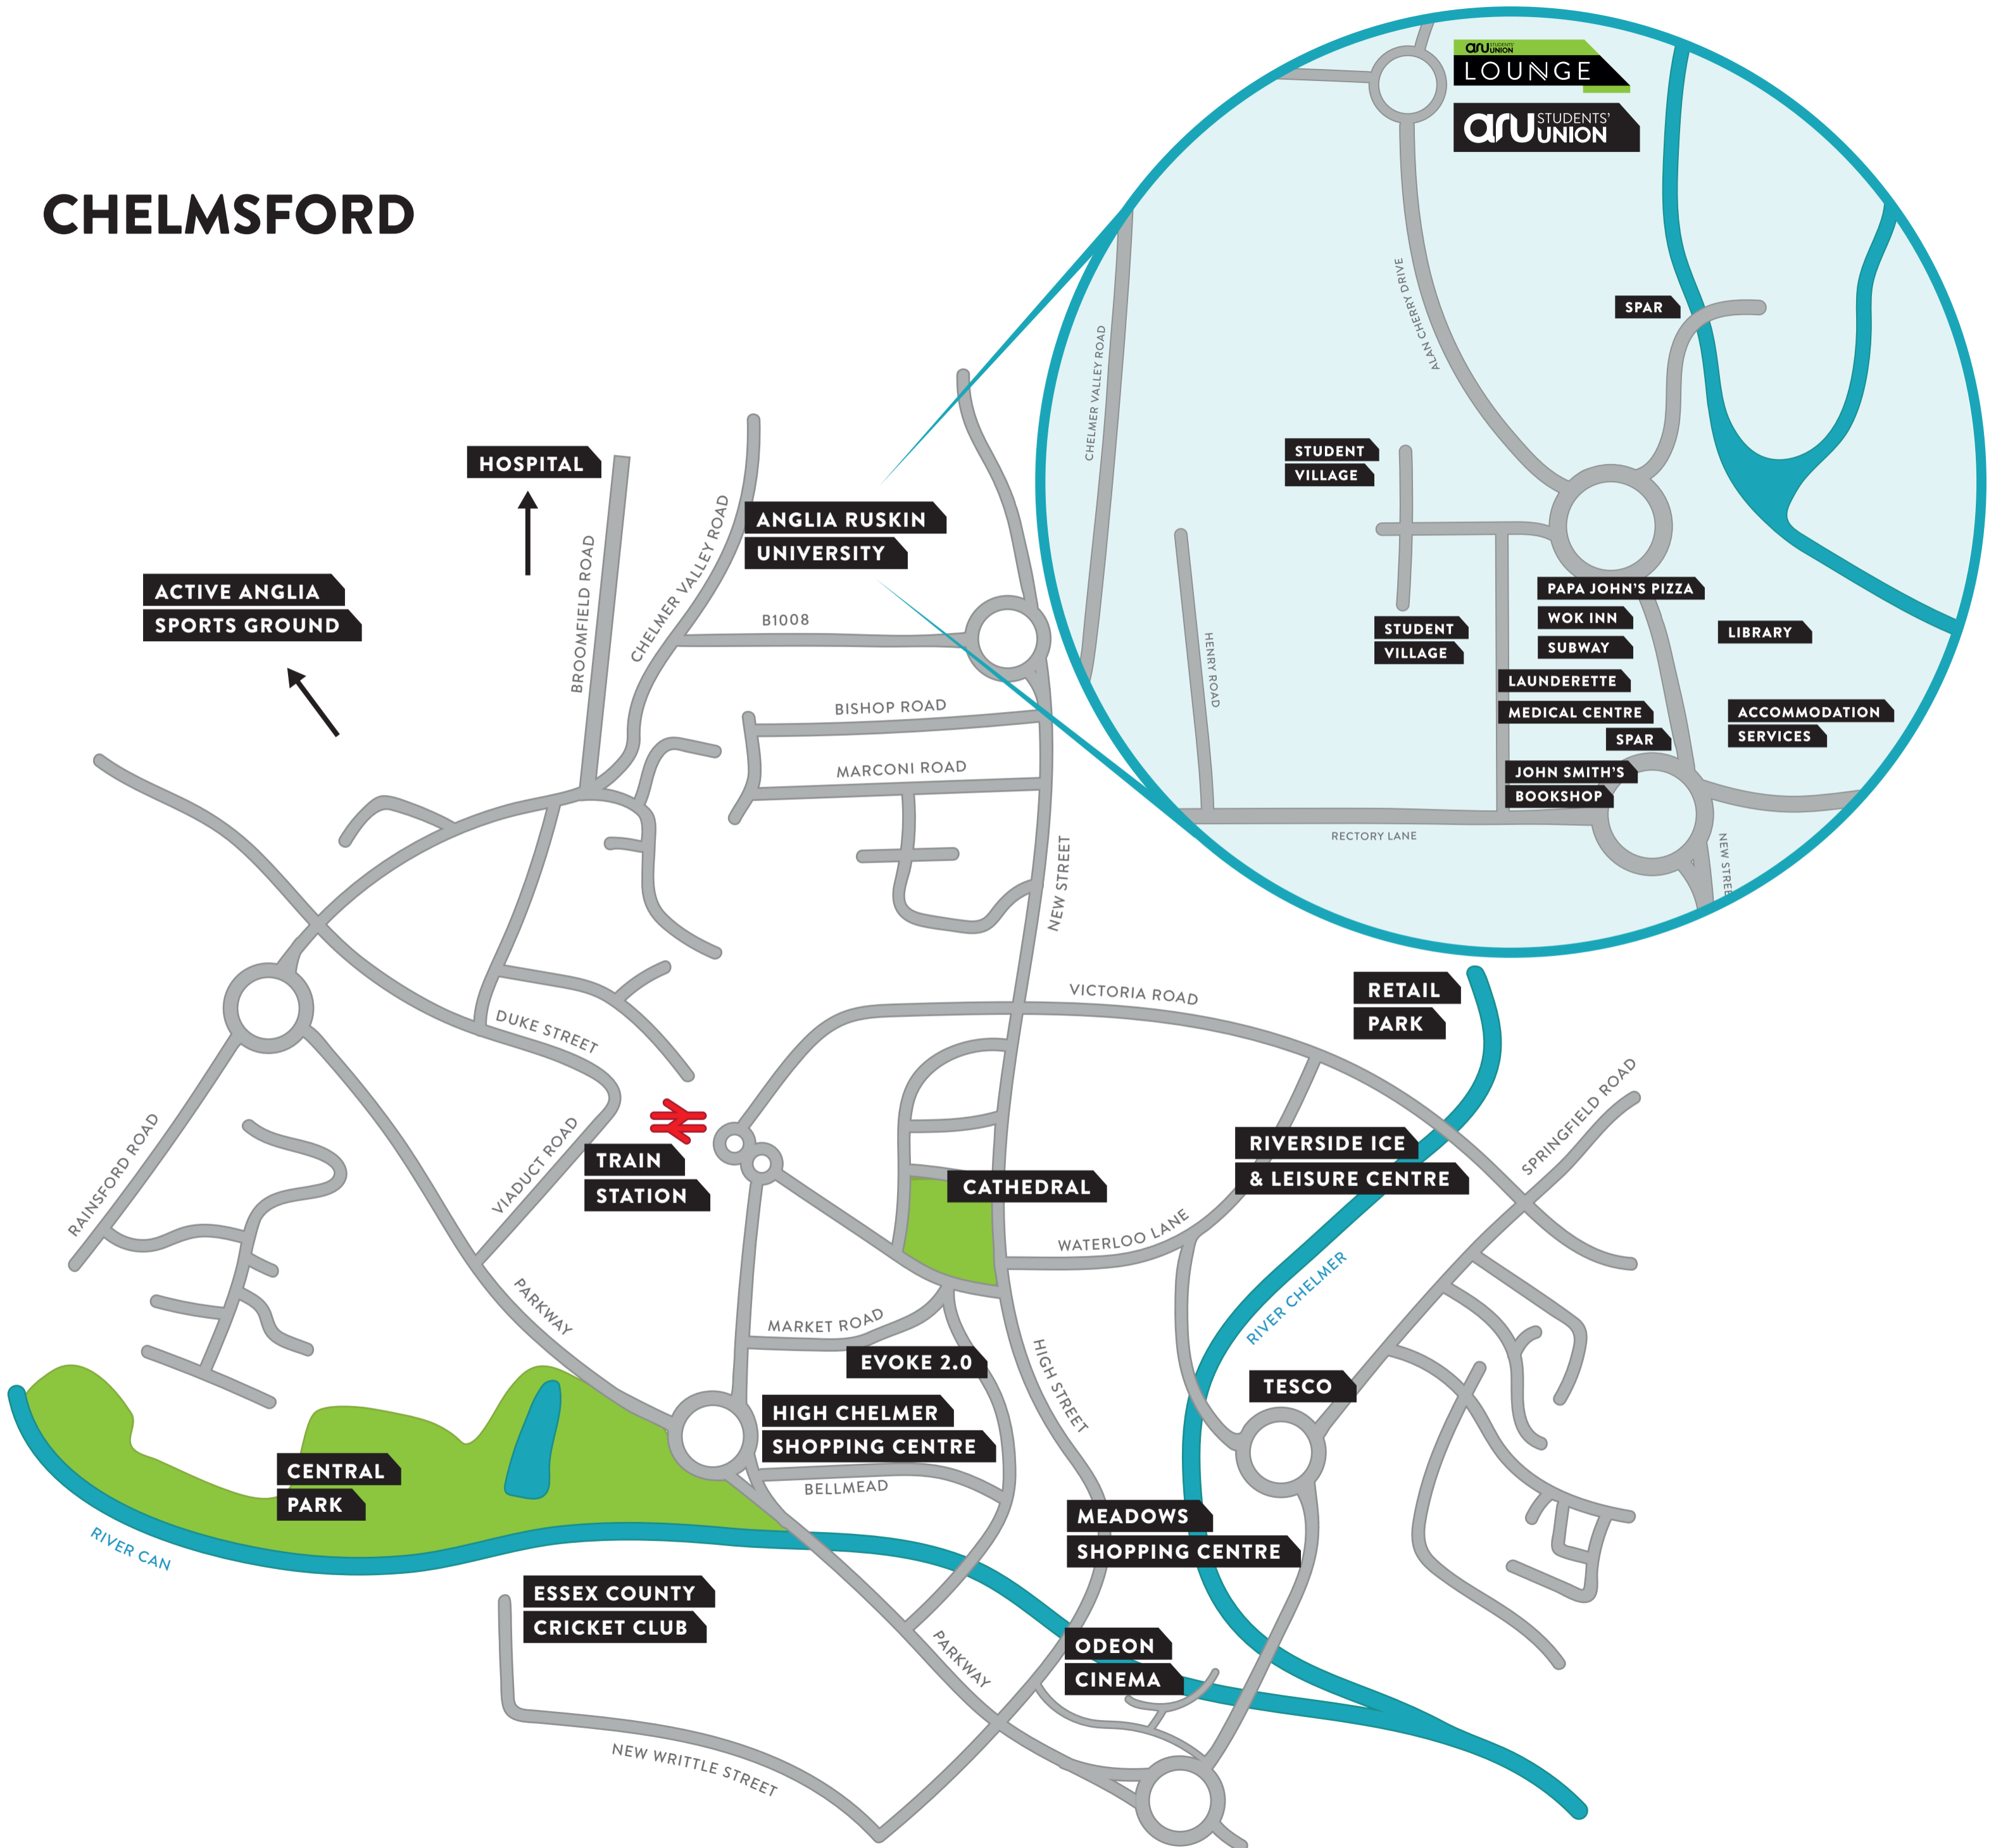 CHELMSFORD
aru STUDENTS' UNION
LOUNGE
aru STUDENTS' UNION
SPAR
ALAN CHERRY DRIVE
CHELMER VALLEY ROAD
STUDENT
VILLAGE
STUDENT
VILLAGE
HENRY ROAD
PAPA JOHN'S PIZZA
WOK INN
SUBWAY
LIBRARY
LAUNDERETTE
MEDICAL CENTRE
SPAR
ACCOMMODATION
SERVICES
JOHN SMITH'S
BOOKSHOP
RECTORY LANE
NEW STREE
HOSPITAL
ANGLIA RUSKIN
UNIVERSITY
ACTIVE ANGLIA
SPORTS GROUND
BROOMFIELD ROAD
CHELMER VALLEY ROAD
B1008
BISHOP ROAD
MARCONI ROAD
NEW STREET
VICTORIA ROAD
RETAIL
PARK
DUKE STREET
SPRINGFIELD ROAD
RAINSFORD ROAD
VIADUCT ROAD
TRAIN
STATION
CATHEDRAL
RIVERSIDE ICE
& LEISURE CENTRE
WATERLOO LANE
RIVER CHELMER
PARKWAY
MARKET ROAD
EVOKE 2.0
HIGH STREET
TESCO
HIGH CHELMER
SHOPPING CENTRE
BELLMEAD
CENTRAL
PARK
RIVER CAN
MEADOWS
SHOPPING CENTRE
ESSEX COUNTY
CRICKET CLUB
PARKWAY
ODEON
CINEMA
NEW WRITTLE STREET